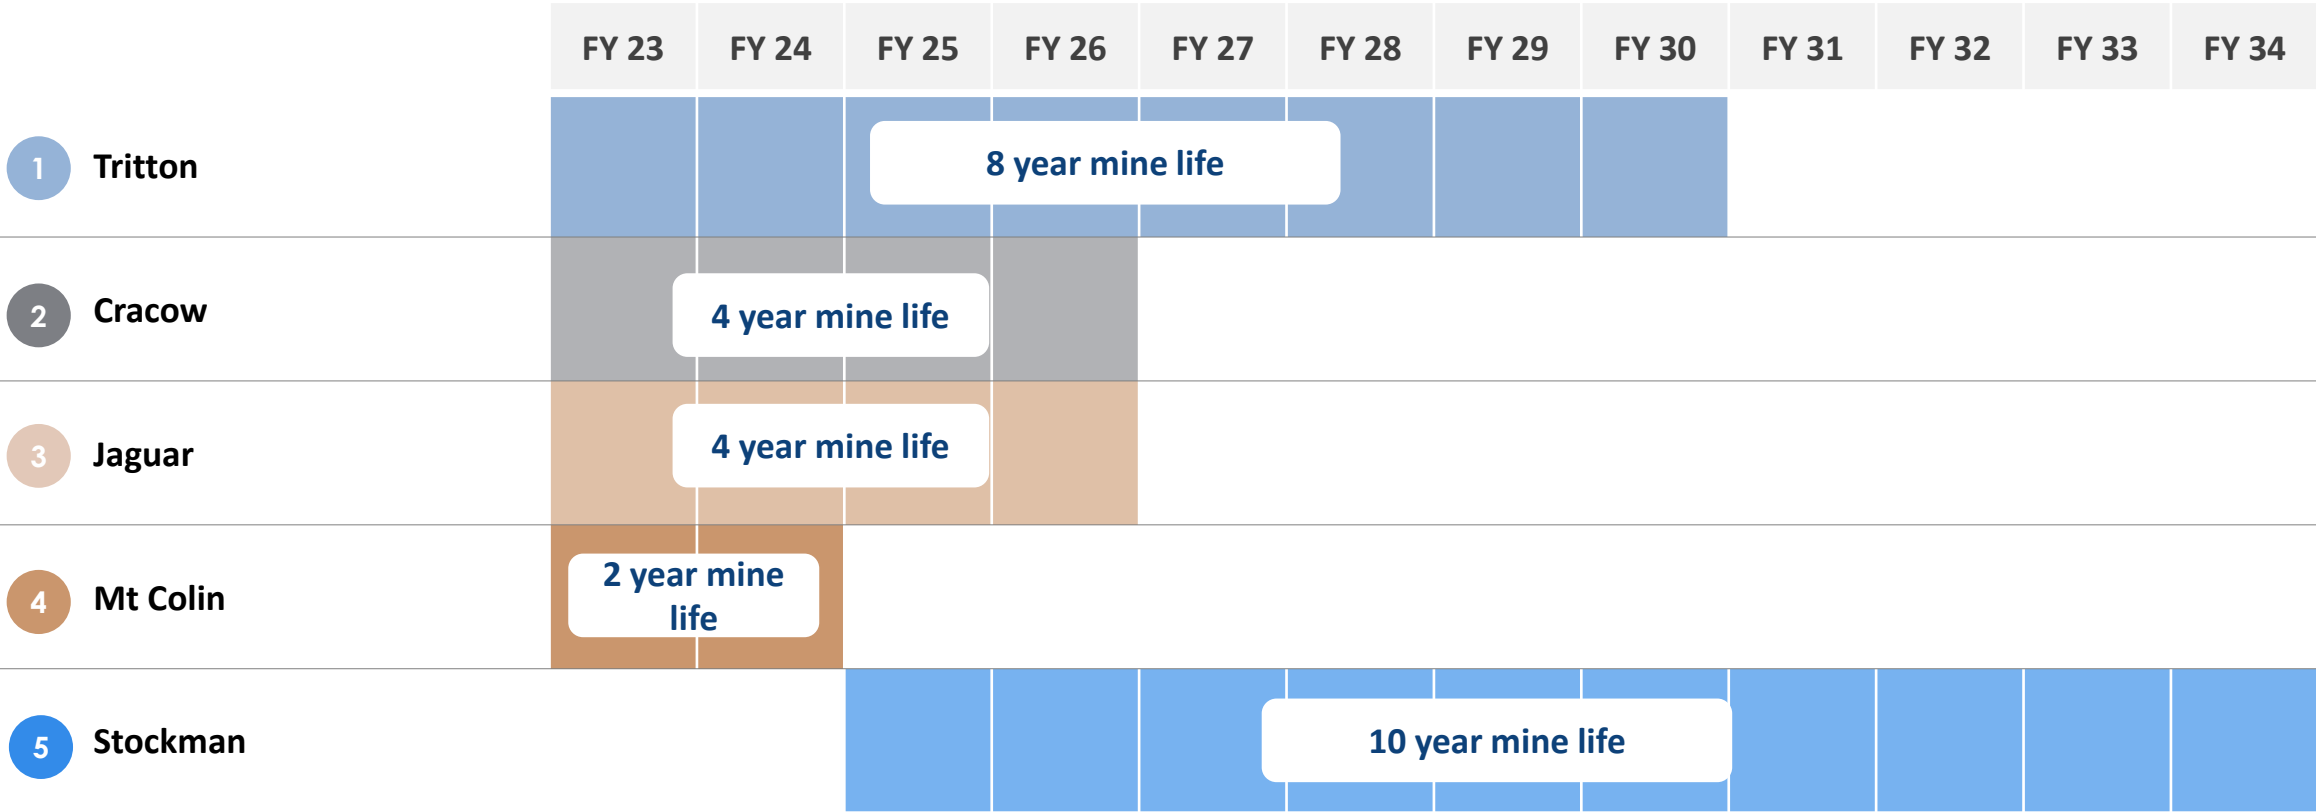 FY 23 FY 24 FY 25 FY 26 FY 27 FY 28 FY 29 FY 30 FY 31 FY 32 FY 33 FY 34
1 Tritton 8 year mine life
2 Cracow 4 year mine life
3 Jaguar 4 year mine life
4 Mt Colin 2 year mine
life
5 Stockman 10 year mine life